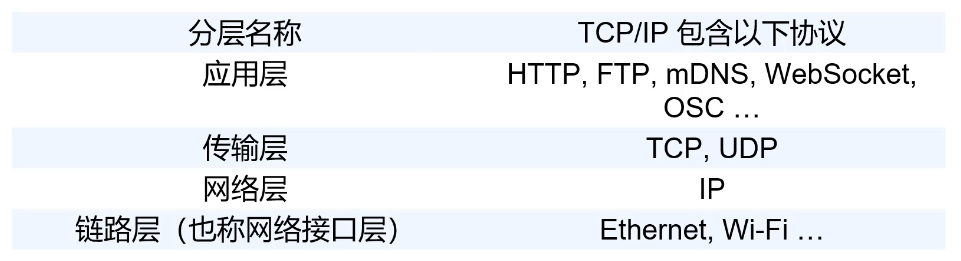 分层名称 TCP/IP 包含以下协议
应用层 HTTP, FTP, mDNS, WebSocket,
OSC …
传输层 TCP, UDP
网络层 IP
链路层（也称网络接口层） Ethernet, Wi-Fi …